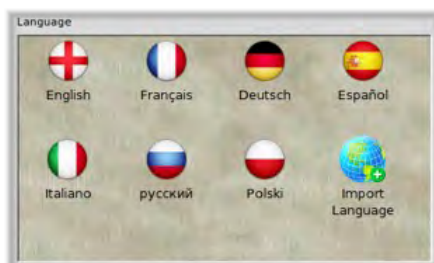 Language
English Français Deutsch Español
Italiano русский Polski Import
Language